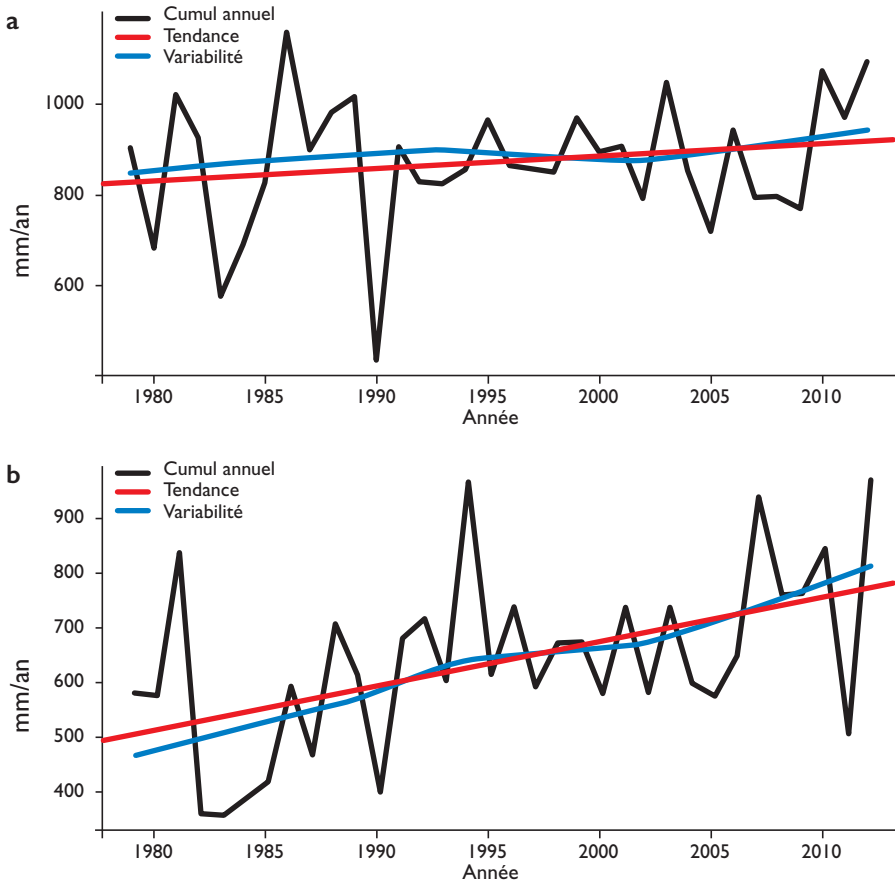 a
Cumul annuel
Tendance
Variabilité
mm/an
1000
800
600
1980 1985 1990 1995 2000 2005 2010
Année
b
Cumul annuel
Tendance
Variabilité
mm/an
900
800
700
600
500
400
1980 1985 1990 1995 2000 2005 2010
Année